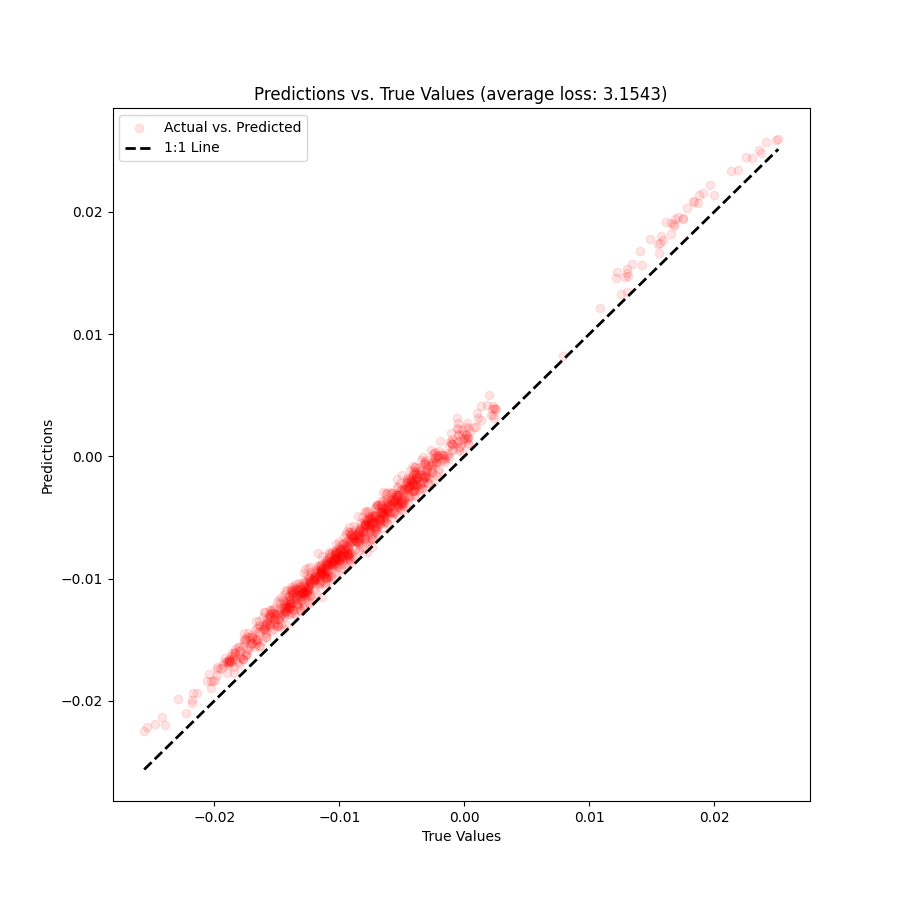 Predictions vs. True Values (average loss: 3.1543)
Actual vs. Predicted
1:1 Line
0.02
0.01
0.00
−0.01
−0.02
Predictions
−0.02
−0.01
0.00
0.01
0.02
True Values